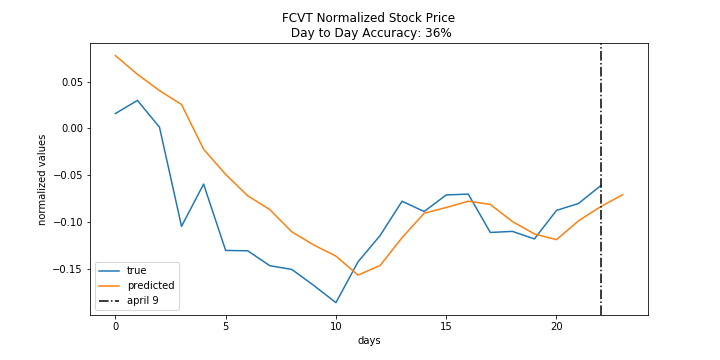 FCVT Normalized Stock Price
Day to Day Accuracy: 36%
normalized values
0.05
0.00
−0.05
−0.10
−0.15
true
predicted
april 9
0 5 10 15 20
days